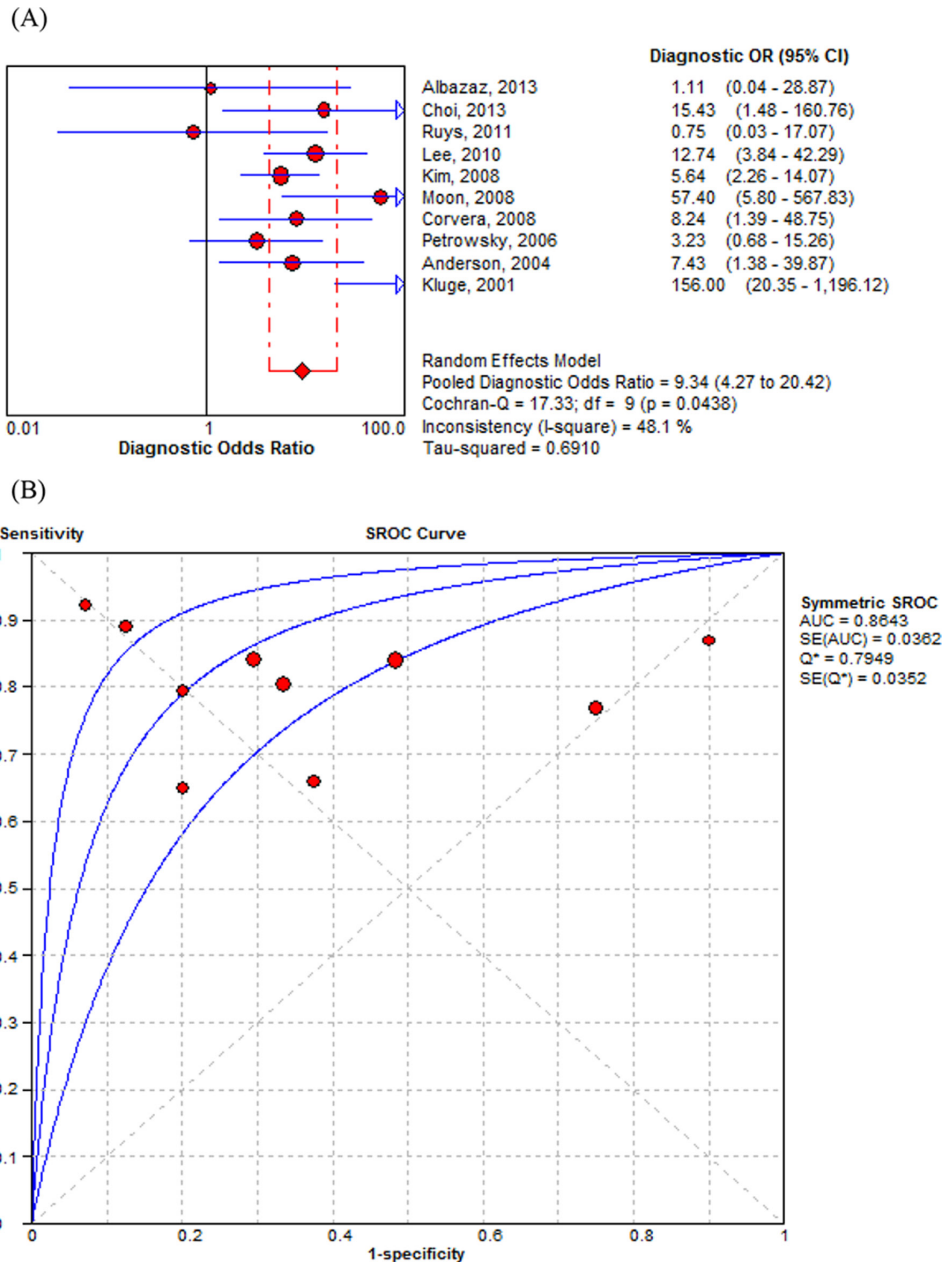 (A)
Diagnostic OR (95% CI)
Albazaz, 2013 1.11 (0.04 - 28.87)
Choi, 2013 15.43 (1.48 - 160.76)
Ruys, 2011 0.75 (0.03 - 17.07)
Lee, 2010 12.74 (3.84 - 42.29)
Kim, 2008 5.64 (2.26 - 14.07)
Moon, 2008 57.40 (5.80 - 567.83)
Corvera, 2008 8.24 (1.39 - 48.75)
Petrowsky, 2006 3.23 (0.68 - 15.26)
Anderson, 2004 7.43 (1.38 - 39.87)
Kluge, 2001 156.00 (20.35 - 1,196.12)
Random Effects Model
Pooled Diagnostic Odds Ratio = 9.34 (4.27 to 20.42)
Cochran-Q = 17.33; df = 9 (p = 0.0438)
Inconsistency (I-square) = 48.1 %
Tau-squared = 0.6910
0.01 1 100.0
Diagnostic Odds Ratio
(B)
Sensitivity SROC Curve
0.9
0.8
0.7
0.6
0.5
0.4
0.3
0.2
0.1
0 0.2 0.4 0.6 0.8 1
1-specificity
Symmetric SROC
AUC = 0.8643
SE(AUC) = 0.0362
Q* = 0.7949
SE(Q*) = 0.0352